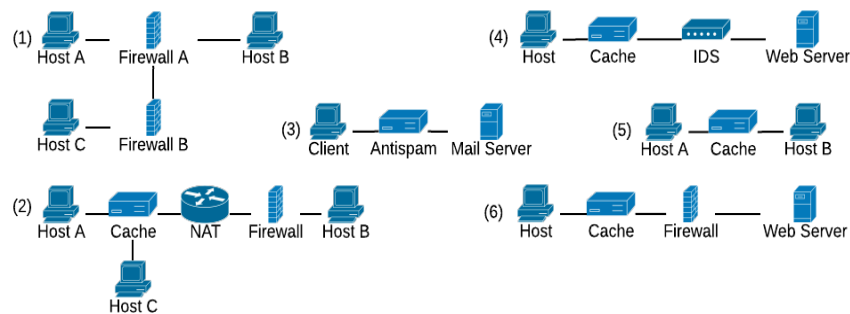 (1)
Host A
Firewall A
Host B
Host C
Firewall B
(2)
Host A
Cache
NAT
Firewall
Host B
Host C
(3)
Client
Antispam
Mail Server
(4)
Host
Cache
IDS
Web Server
(5)
Host A
Cache
Host B
(6)
Host
Cache
Firewall
Web Server